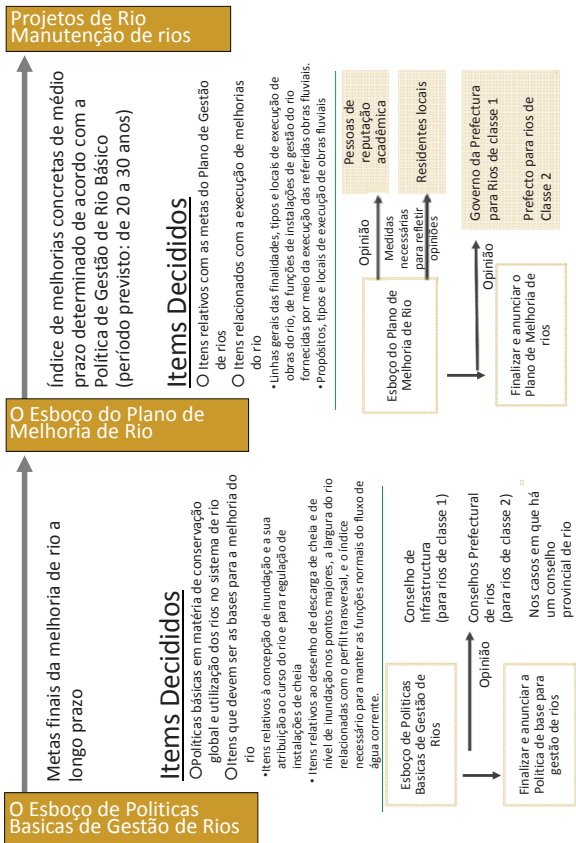 O Esboço de Politicas
Basicas de Gestão de Rios
Metas finais da melhoria de rio a
longo prazo
Items Decididos
OPolíticas básicas em matéria de conservação
global e utilização dos rios no sistema de rio
OItens que devem ser as bases para a melhoria do
rio
•Itens relativos à concepção de inundação e a sua
atribuição ao curso do rio e para regulação de
instalações de cheia
• Itens relativos ao desenho de descarga de cheia e de
nível de inundação nos pontos majores, a largura do rio
relacionadas com o perfil transversal, e o índice
necessário para manter as funções normais do fluxo de
água corrente.
Esboço de Politicas
Basicas de Gestão de
Rios
Opinião
Finalizar e anunciar a
Política de base para
gestão de rios
Conselho de
Infrastructura
(para rios de classe 1)
Conselhos Prefectural
de rios
(para rios de classe 2)
Nos casos em que há
um conselho
provincial de rio
O Esboço do Plano de
Melhoria de Rio
Índice de melhorias concretas de médio
prazo determinado de acordo com a
Política de Gestão de Rio Básico
(período previsto: de 20 a 30 anos)
Items Decididos
O Itens relativos com as metas do Plano de Gestão
de rios
O Itens relacionados com a execução de melhorias
do rio
•Linhas gerais das finalidades, tipos e locais de execução de
obras do rio, de funções de instalações de gestão do rio
fornecidas por meio da execução das referidas obras fluviais.
• Propósitos, tipos e locais de execução de obras fluviais
Esboço do Plano de
Melhoria de Rio
Opinião
Medidas
necessárias
para refletir
opiniões
Pessoas de
reputação
acadêmica
Residentes locais
Opinião
Governo da Prefectura
para Rios de classe 1
Prefecto para rios de
Classe 2
Finalizar e anunciar o
Plano de Melhoria de
rios
Projetos de Rio
Manutenção de rios